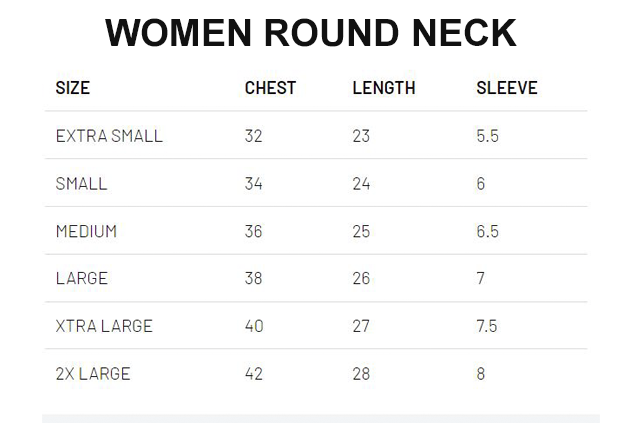 WOMEN ROUND NECK
SIZE CHEST LENGTH SLEEVE
EXTRA SMALL 32 23 5.5
SMALL 34 24 6
MEDIUM 36 25 6.5
LARGE 38 26 7
XTRA LARGE 40 27 7.5
2X LARGE 42 28 8